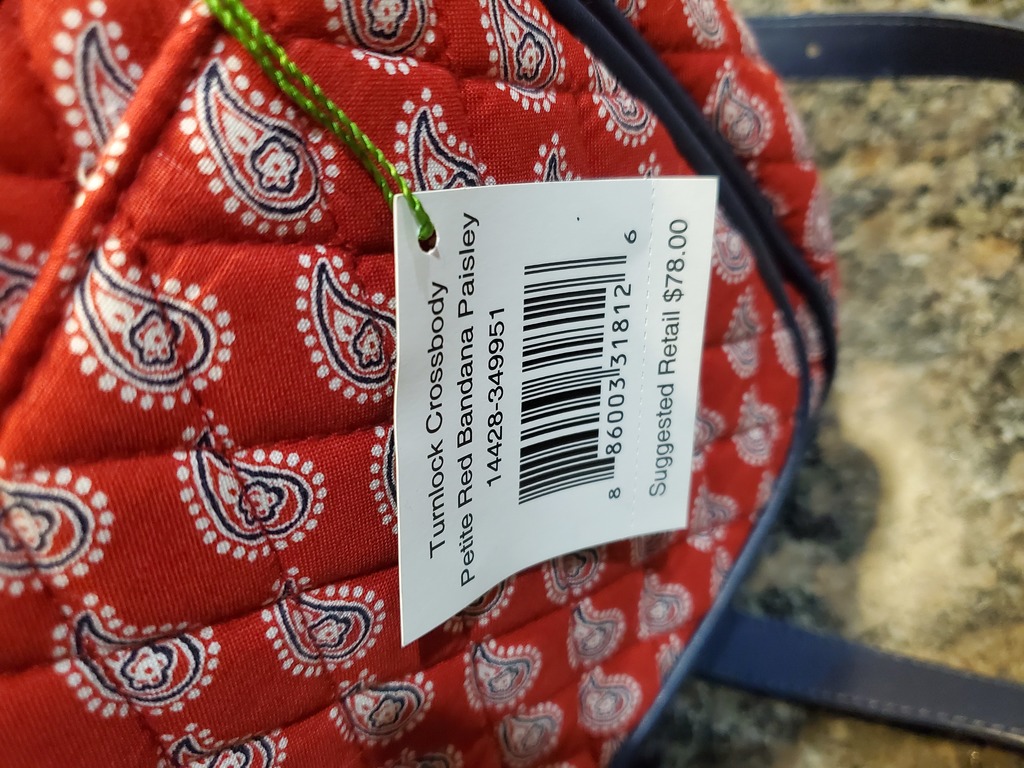 Turnlock Crossbody
Petite Red Bandana Paisley
14428-349951
8 86003 31812 6
Suggested Retail $78.00